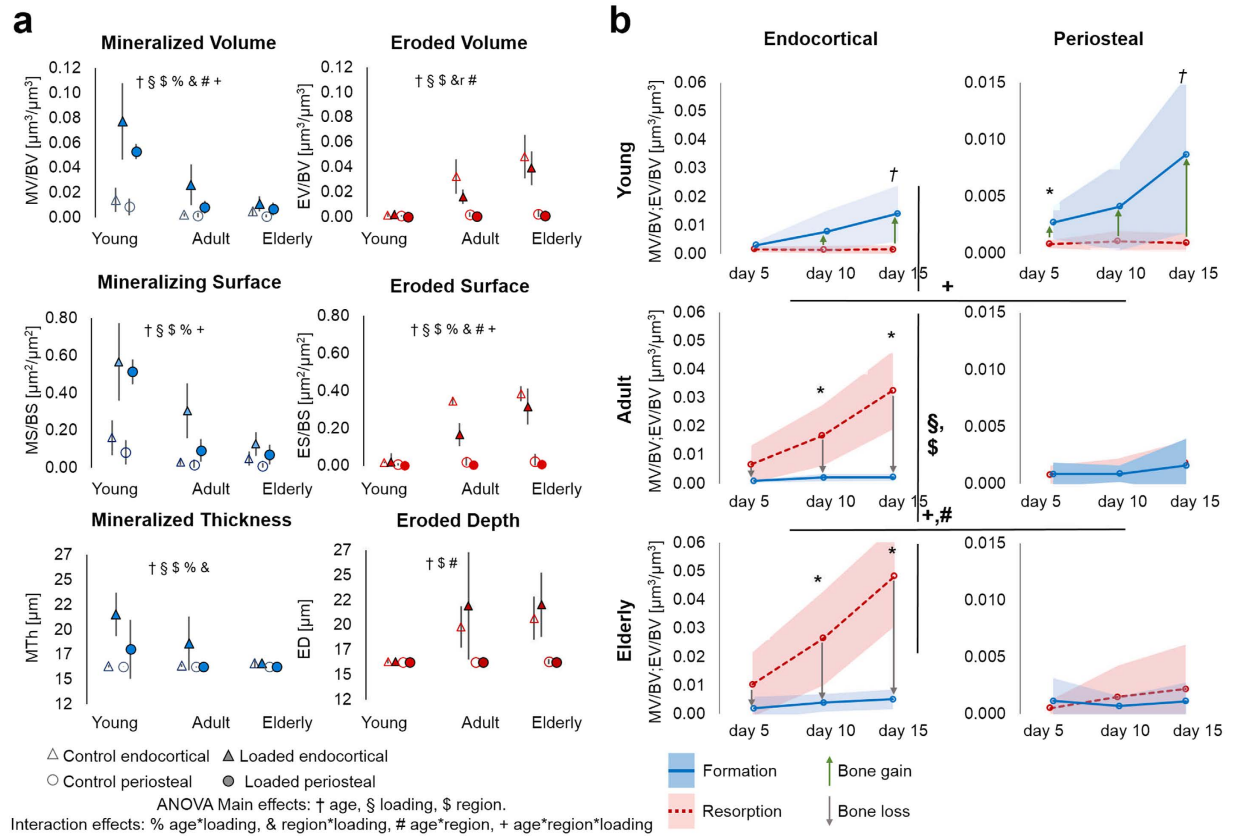 a
Mineralized Volume
MV/BV [µm³/µm³]
0.12
0.10
0.08
0.06
0.04
0.02
0.00
† § $ % & # +
Young Adult Elderly
Eroded Volume
EV/BV [µm³/µm³]
0.12
0.10
0.08
0.06
0.04
0.02
0.00
† § $ &r #
Young Adult Elderly
Mineralizing Surface
MS/BS [µm²/µm²]
0.80
0.60
0.40
0.20
0.00
† § $ % +
Young Adult Elderly
Eroded Surface
ES/BS [µm²/µm²]
0.80
0.60
0.40
0.20
0.00
† § $ % & # +
Young Adult Elderly
Mineralized Thickness
MTh [µm]
27
25
22
20
17
15
12
† § $ % &
Young Adult Elderly
Eroded Depth
ED [µm]
27
25
22
20
17
15
12
† $ #
Young Adult Elderly
Control endocortical Loaded endocortical
Control periosteal Loaded periosteal
ANOVA Main effects: † age, § loading, $ region.
Interaction effects: % age*loading, & region*loading, # age*region, + age*region*loading
b
Endocortical Periosteal
Young
MV/BV;EV/BV [µm³/µm³]
0.06
0.05
0.04
0.03
0.02
0.01
0.00
†
day 5 day 10 day 15
0.015
0.010
0.005
0.000
*
†
day 5 day 10 day 15
+
Adult
MV/BV;EV/BV [µm³/µm³]
0.06
0.05
0.04
0.03
0.02
0.01
0.00
*
*
day 5 day 10 day 15
§,
$
0.015
0.010
0.005
0.000
day 5 day 10 day 15
+,#
Elderly
MV/BV;EV/BV [µm³/µm³]
0.06
0.05
0.04
0.03
0.02
0.01
0.00
*
*
day 5 day 10 day 15
0.015
0.010
0.005
0.000
day 5 day 10 day 15
Formation Bone gain
Resorption Bone loss